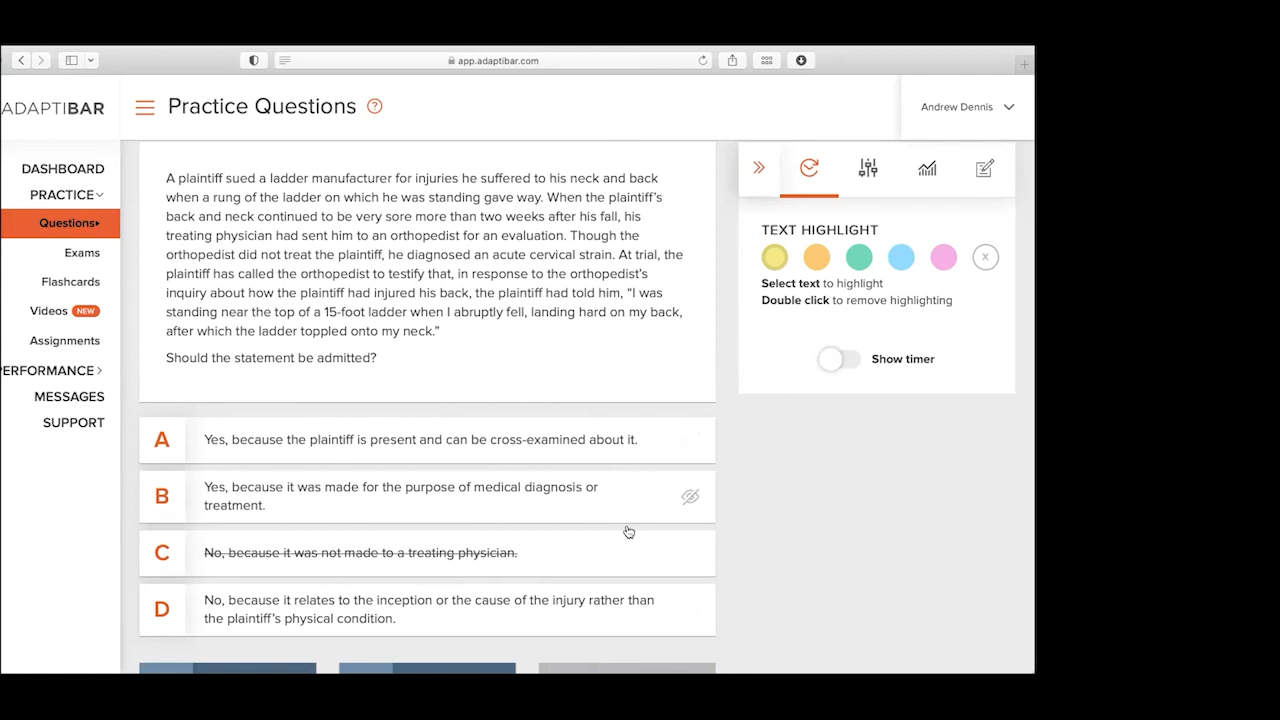 app.adaptibar.com
ADAPTIBAR
Practice Questions
Andrew Dennis
DASHBOARD
PRACTICE
Questions
Exams
Flashcards
Videos NEW
Assignments
PERFORMANCE
MESSAGES
SUPPORT
A plaintiff sued a ladder manufacturer for injuries he suffered to his neck and back
when a rung of the ladder on which he was standing gave way. When the plaintiff's
back and neck continued to be very sore more than two weeks after his fall, his
treating physician had sent him to an orthopedist for an evaluation. Though the
orthopedist did not treat the plaintiff, he diagnosed an acute cervical strain. At trial, the
plaintiff has called the orthopedist to testify that, in response to the orthopedist's
inquiry about how the plaintiff had injured his back, the plaintiff had told him, “I was
standing near the top of a 15-foot ladder when I abruptly fell, landing hard on my back,
after which the ladder toppled onto my neck.”
Should the statement be admitted?
A Yes, because the plaintiff is present and can be cross-examined about it.
B Yes, because it was made for the purpose of medical diagnosis or
treatment.
C No, because it was not made to a treating physician.
D No, because it relates to the inception or the cause of the injury rather than
the plaintiff's physical condition.
TEXT HIGHLIGHT
X
Select text to highlight
Double click to remove highlighting
Show timer